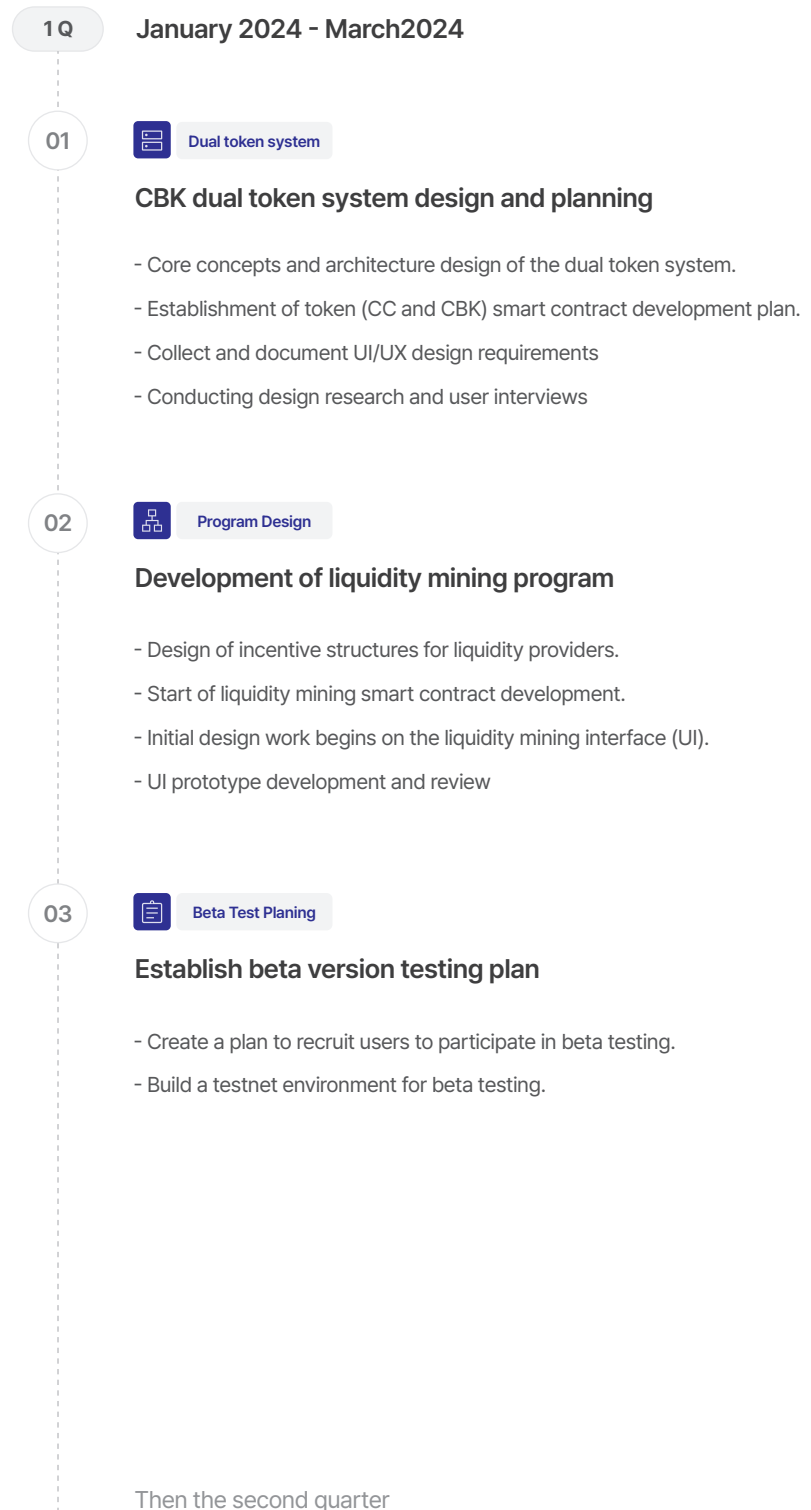 1 Q
January 2024 - March2024
01
Dual token system
CBK dual token system design and planning
- Core concepts and architecture design of the dual token system.
- Establishment of token (CC and CBK) smart contract development plan.
- Collect and document UI/UX design requirements
- Conducting design research and user interviews
02
Program Design
Development of liquidity mining program
- Design of incentive structures for liquidity providers.
- Start of liquidity mining smart contract development.
- Initial design work begins on the liquidity mining interface (UI).
- UI prototype development and review
03
Beta Test Planing
Establish beta version testing plan
- Create a plan to recruit users to participate in beta testing.
- Build a testnet environment for beta testing.
Then the second quarter